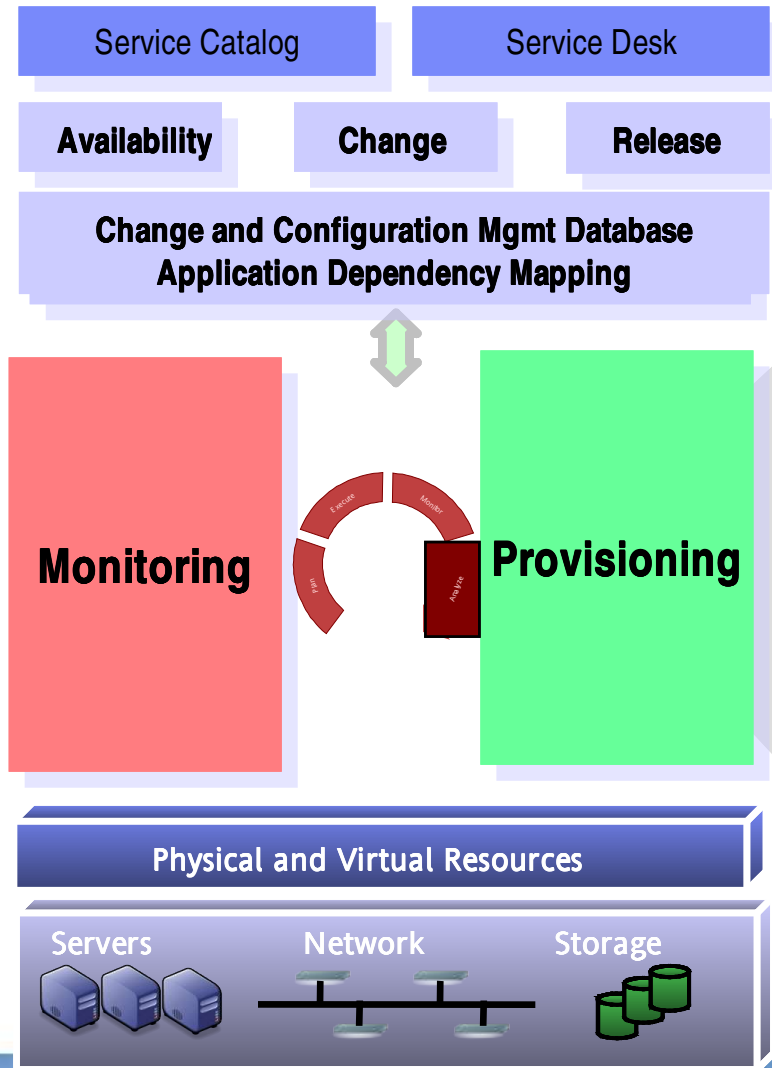 Service Catalog
Service Desk
Availability
Change
Release
Change and Configuration Mgmt Database
Application Dependency Mapping
Execute
Monitor
Monitoring
Plan
Analyze
Provisioning
Physical and Virtual Resources
Servers
Network
Storage